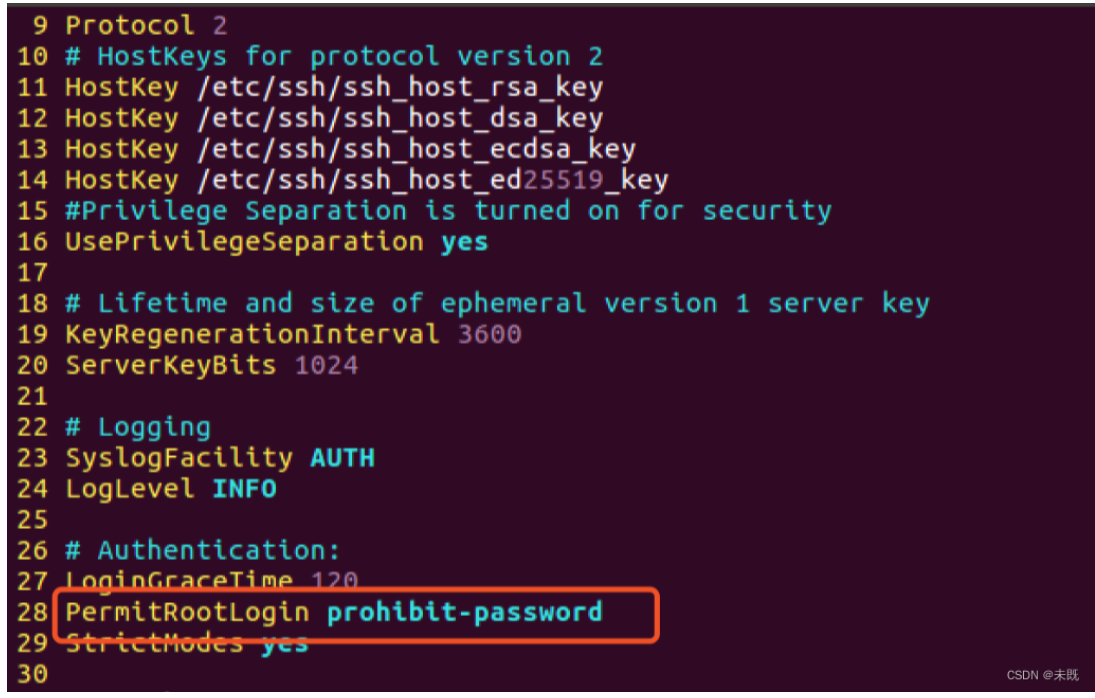 9 Protocol 2
10 # HostKeys for protocol version 2
11 HostKey /etc/ssh/ssh_host_rsa_key
12 HostKey /etc/ssh/ssh_host_dsa_key
13 HostKey /etc/ssh/ssh_host_ecdsa_key
14 HostKey /etc/ssh/ssh_host_ed25519_key
15 #Privilege Separation is turned on for security
16 UsePrivilegeSeparation yes
17
18 # Lifetime and size of ephemeral version 1 server key
19 KeyRegenerationInterval 3600
20 ServerKeyBits 1024
21
22 # Logging
23 SyslogFacility AUTH
24 LogLevel INFO
25
26 # Authentication:
27 LoginGraceTime 120
28 PermitRootLogin prohibit-password
29 StrictModes yes
30
CSDN @未既